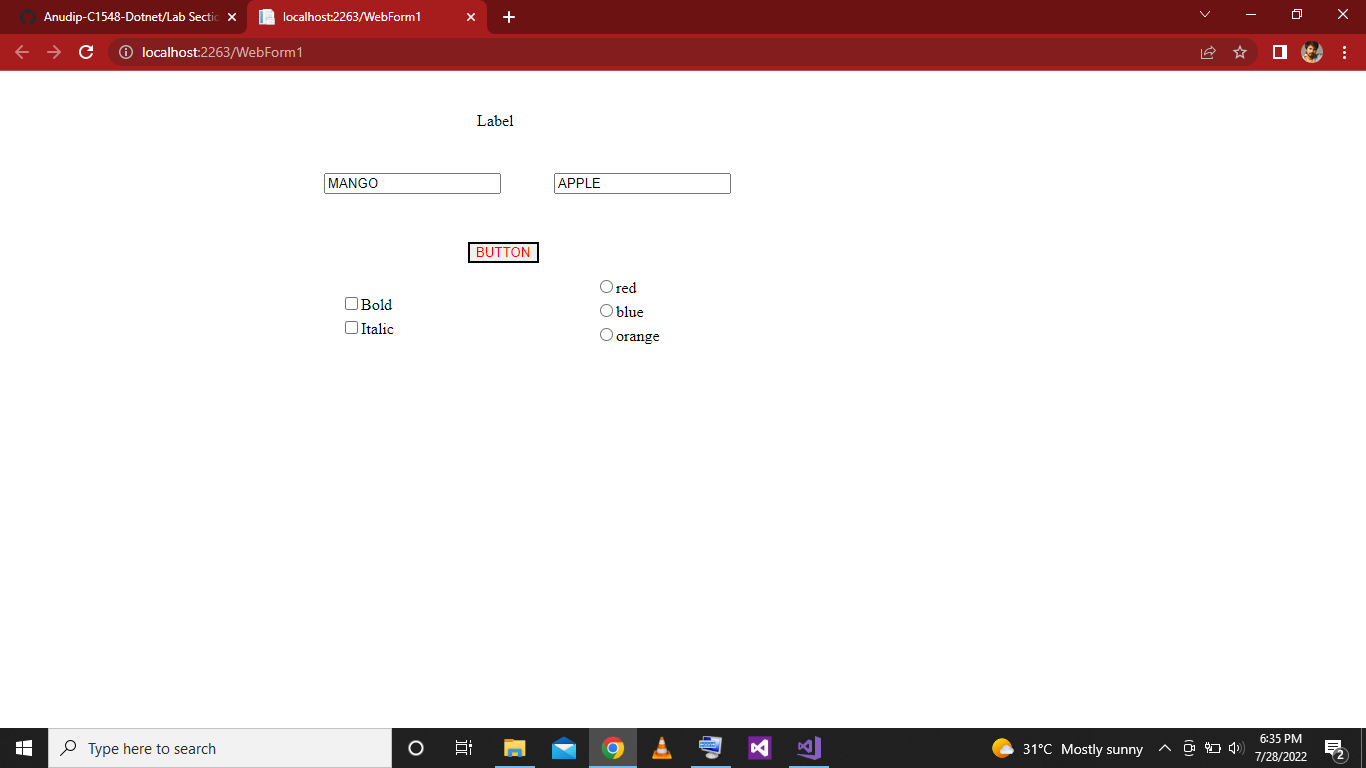 Anudip-C1548-Dotnet/Lab Sectic
localhost:2263/WebForm1
localhost:2263/WebForm1
Label
MANGO APPLE
BUTTON
red
Bold
blue
Italic
orange
Type here to search
31°C Mostly sunny
6:35 PM
7/28/2022
2